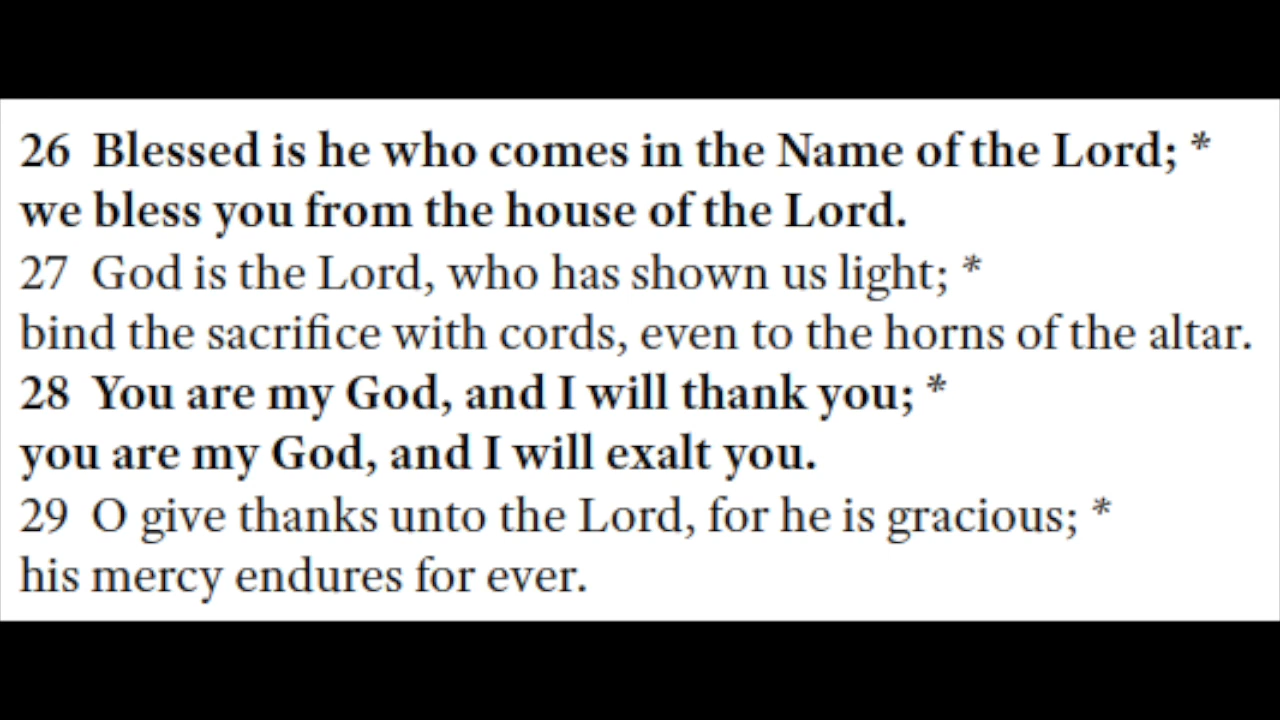 26 Blessed is he who comes in the Name of the Lord; *
we bless you from the house of the Lord.
27 God is the Lord, who has shown us light; *
bind the sacrifice with cords, even to the horns of the altar.
28 You are my God, and I will thank you; *
you are my God, and I will exalt you.
29 O give thanks unto the Lord, for he is gracious; *
his mercy endures for ever.